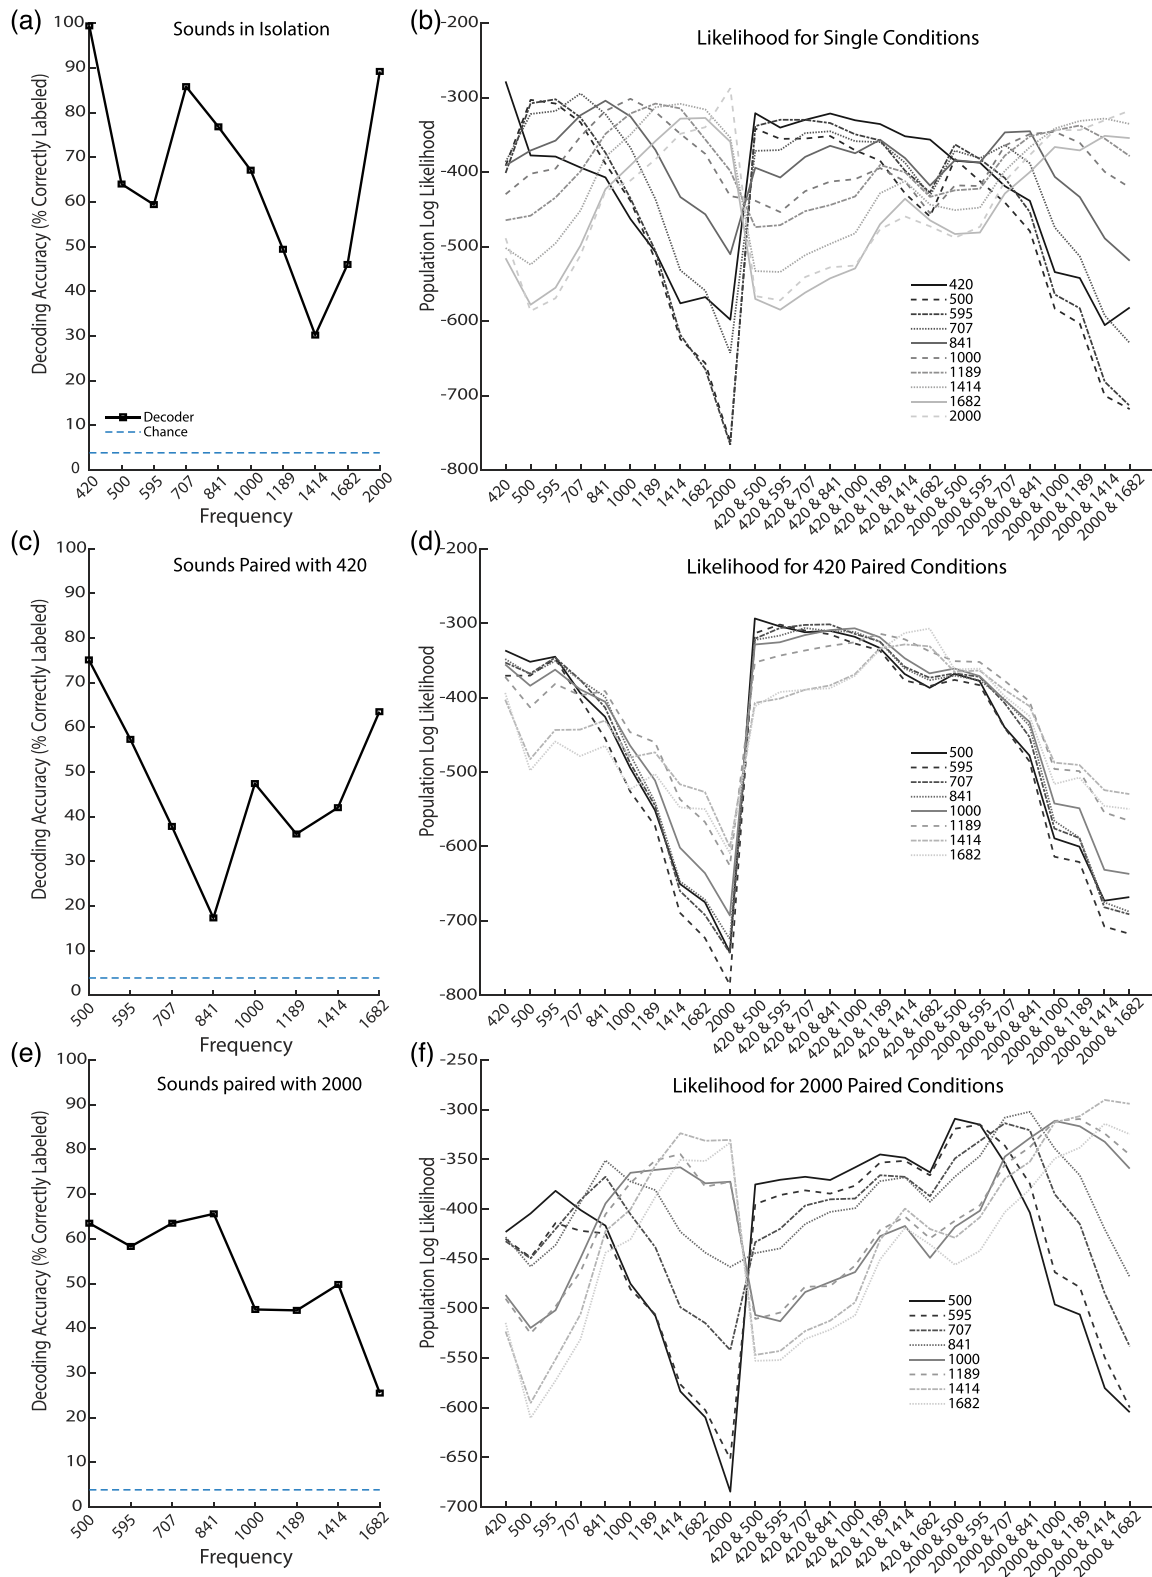 (a)
Sounds in Isolation
Decoding Accuracy (% Correctly Labeled)
100
90
80
70
60
50
40
30
20
10
0
Decoder
Chance
420 500 595 707 841 1000 1189 1414 1682 2000
Frequency
(b)
Likelihood for Single Conditions
Population Log Likelihood
-200
-300
-400
-500
-600
-700
-800
420
500
595
707
841
1000
1189
1414
1682
2000
420 500 595 707 841 1000 1189 1414 1682 2000 420 & 500 420 & 595 420 & 707 420 & 841 420 & 1000 420 & 1189 420 & 1414 420 & 1682 2000 & 500 2000 & 595 2000 & 707 2000 & 841 2000 & 1000 2000 & 1189 2000 & 1414 2000 & 1682
(c)
Sounds Paired with 420
Decoding Accuracy (% Correctly Labeled)
100
90
80
70
60
50
40
30
20
10
0
500 595 707 841 1000 1189 1414 1682
Frequency
(d)
Likelihood for 420 Paired Conditions
Population Log Likelihood
-200
-300
-400
-500
-600
-700
-800
500
595
707
841
1000
1189
1414
1682
420 500 595 707 841 1000 1189 1414 1682 2000 420 & 500 420 & 595 420 & 707 420 & 841 420 & 1000 420 & 1189 420 & 1414 420 & 1682 2000 & 500 2000 & 595 2000 & 707 2000 & 841 2000 & 1000 2000 & 1189 2000 & 1414 2000 & 1682
(e)
Sounds paired with 2000
Decoding Accuracy (% Correctly Labeled)
100
90
80
70
60
50
40
30
20
10
0
500 595 707 841 1000 1189 1414 1682
Frequency
(f)
Likelihood for 2000 Paired Conditions
Population Log Likelihood
-250
-300
-350
-400
-450
-500
-550
-600
-650
-700
500
595
707
841
1000
1189
1414
1682
420 500 595 707 841 1000 1189 1414 1682 2000 420 & 500 420 & 595 420 & 707 420 & 841 420 & 1000 420 & 1189 420 & 1414 420 & 1682 2000 & 500 2000 & 595 2000 & 707 2000 & 841 2000 & 1000 2000 & 1189 2000 & 1414 2000 & 1682